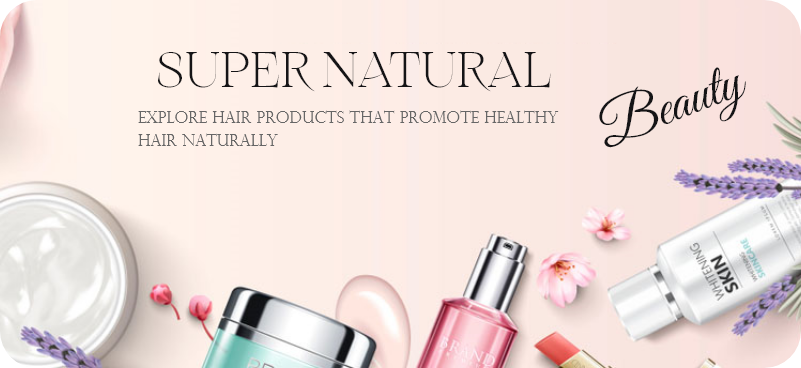 SUPER NATURAL
EXPLORE HAIR PRODUCTS THAT PROMOTE HEALTHY
HAIR NATURALLY
Beauty
WHITENING
SKIN
SKINCARE
BRAND